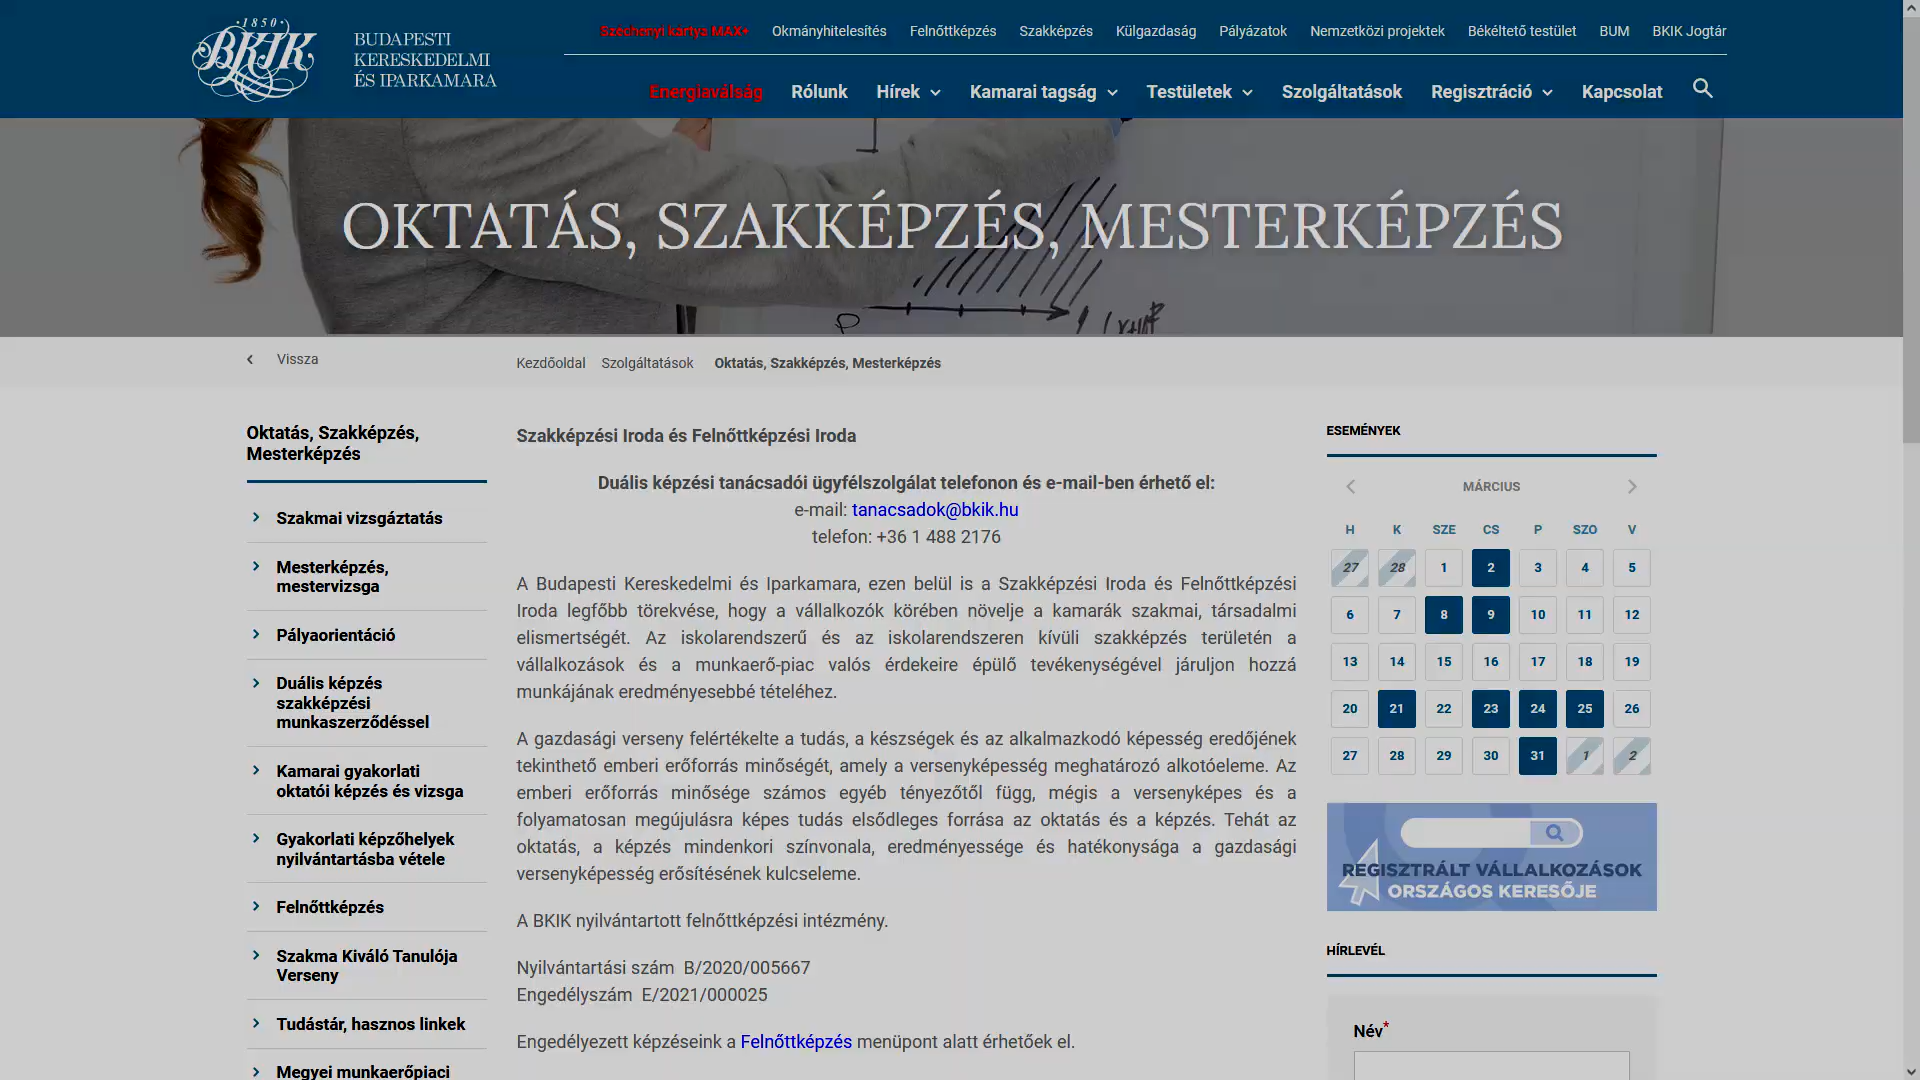 1850
BKIK
BUDAPESTI
KERESKEDELMI
ÉS IPARKAMARA
Széchenyi kártya MAX+ Okmányhitelesítés Felnőttképzés Szakképzés Külgazdaság Pályázatok Nemzetközi projektek Békéltető testület BUM BKIK Jogtár
Energiaválság Rólunk Hírek Kamarai tagság Testületek Szolgáltatások Regisztráció Kapcsolat
OKTATÁS, SZAKKÉPZÉS, MESTERKÉPZÉS
P
Vissza
Kezdőoldal Szolgáltatások Oktatás, Szakképzés, Mesterképzés
Oktatás, Szakképzés,
Mesterképzés
Szakmai vizsgáztatás
Mesterképzés,
mestervizsga
Pályaorientáció
Duális képzés
szakképzési
munkaszerződéssel
Kamarai gyakorlati
oktatói képzés és vizsga
Gyakorlati képzőhelyek
nyilvántartásba vétele
Felnőttképzés
Szakma Kiváló Tanulója
Verseny
Tudástár, hasznos linkek
Megyei munkaerőpiaci
Szakképzési Iroda és Felnőttképzési Iroda
Duális képzési tanácsadói ügyfélszolgálat telefonon és e-mail-ben érhető el:
e-mail: tanacsadok@bkik.hu
telefon: +36 1 488 2176
A Budapesti Kereskedelmi és Iparkamara, ezen belül is a Szakképzési Iroda és Felnőttképzési
Iroda legfőbb törekvése, hogy a vállalkozók körében növelje a kamarák szakmai, társadalmi
elismertségét. Az iskolarendszerű és az iskolarendszeren kívüli szakképzés területén a
vállalkozások és a munkaerő-piac valós érdekeire épülő tevékenységével járuljon hozzá
munkájának eredményesebbé tételéhez.
A gazdasági verseny felértékelte a tudás, a készségek és az alkalmazkodó képesség eredőjének
tekinthető emberi erőforrás minőségét, amely a versenyképesség meghatározó alkotóeleme. Az
emberi erőforrás minősége számos egyéb tényezőtől függ, mégis a versenyképes és a
folyamatosan megújulásra képes tudás elsődleges forrása az oktatás és a képzés. Tehát az
oktatás, a képzés mindenkori színvonala, eredményessége és hatékonysága a gazdasági
versenyképesség erősítésének kulcseleme.
A BKIK nyilvántartott felnőttképzési intézmény.
Nyilvántartási szám B/2020/005667
Engedélyszám E/2021/000025
Engedélyezett képzéseink a Felnőttképzés menüpont alatt érhetőek el.
ESEMÉNYEK
MÁRCIUS
H K SZE CS P SZO V
27 28 1 2 3 4 5
6 7 8 9 10 11 12
13 14 15 16 17 18 19
20 21 22 23 24 25 26
27 28 29 30 31 1 2
REGISZTRÁLT VÁLLALKOZÁSOK
ORSZÁGOS KERESŐJE
HÍRLEVÉL
Név*